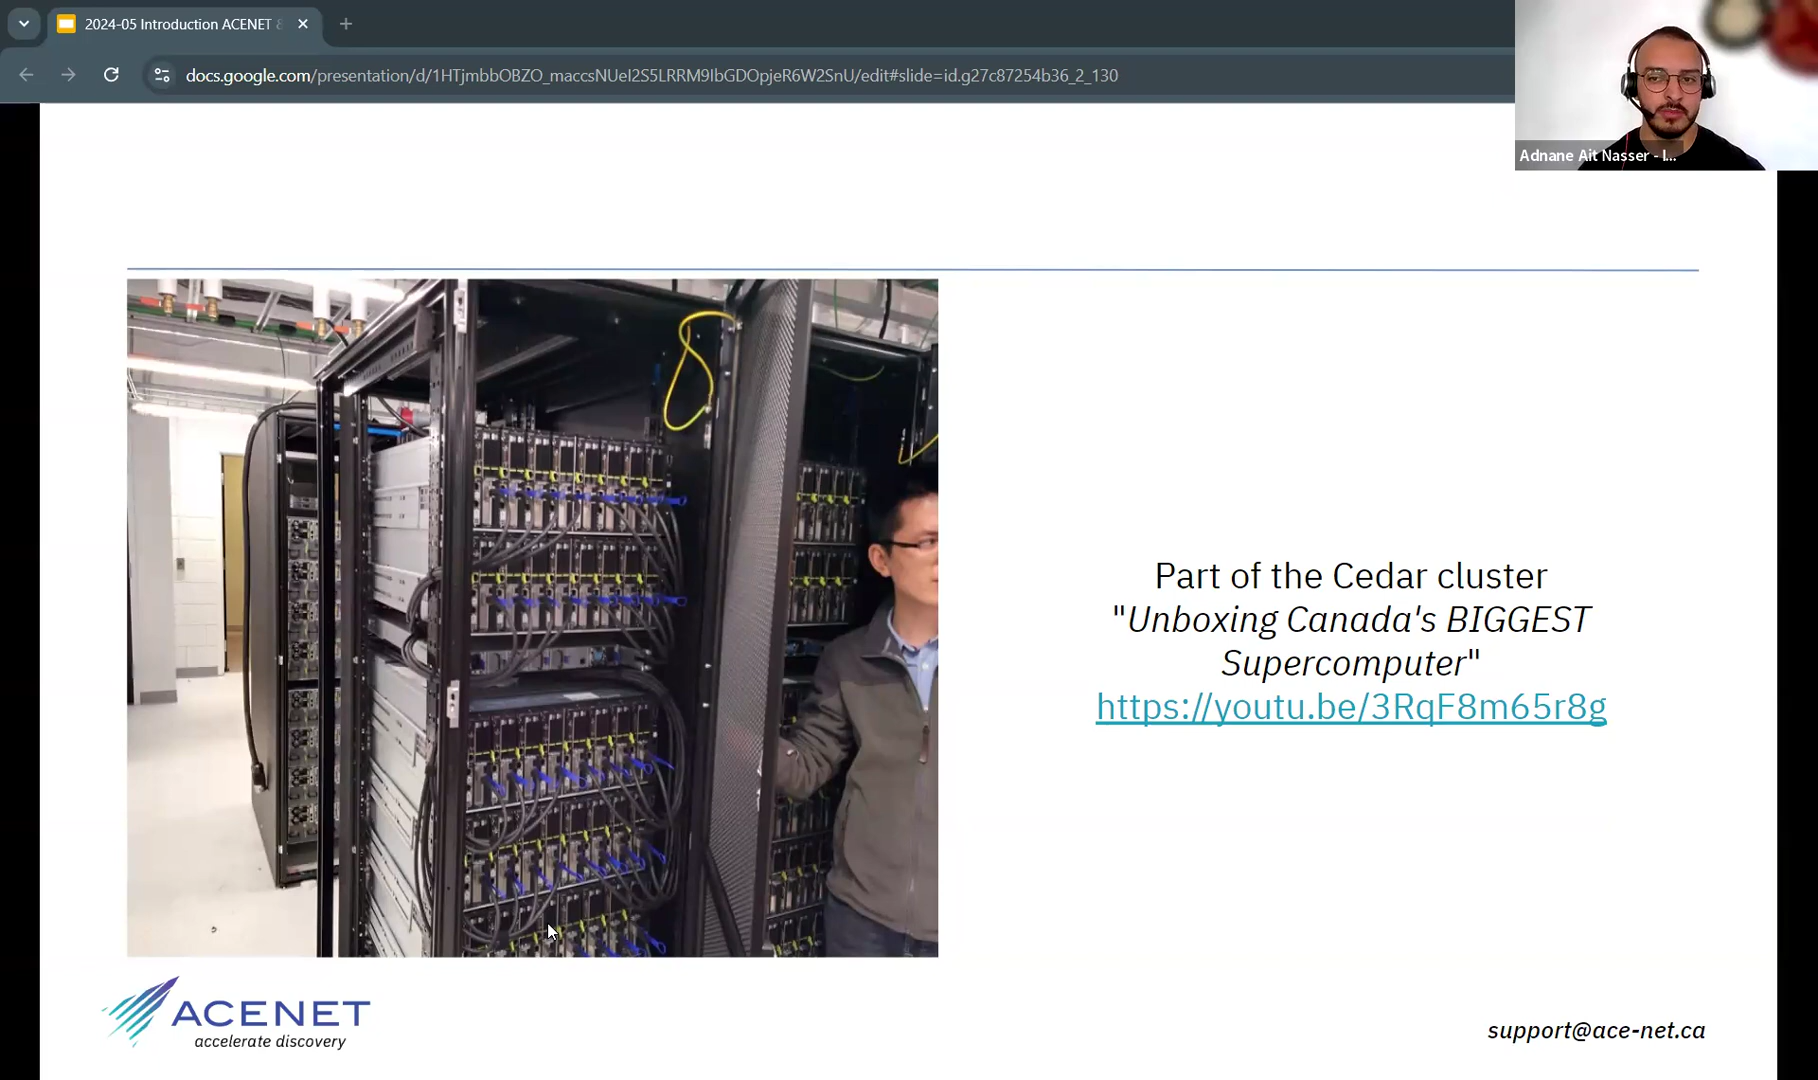 2024-05 Introduction ACENET
docs.google.com/presentation/d/1HTjmbbOBZO_maccsNUeI2S5LRRM9IbGDOpjeR6W2SnU/edit#slide=id.g27c87254b36_2_130
Adnane Ait Nasser - I...
Part of the Cedar cluster
"Unboxing Canada's BIGGEST
Supercomputer"
https://youtu.be/3RqF8m65r8g
ACENET
accelerate discovery
support@ace-net.ca